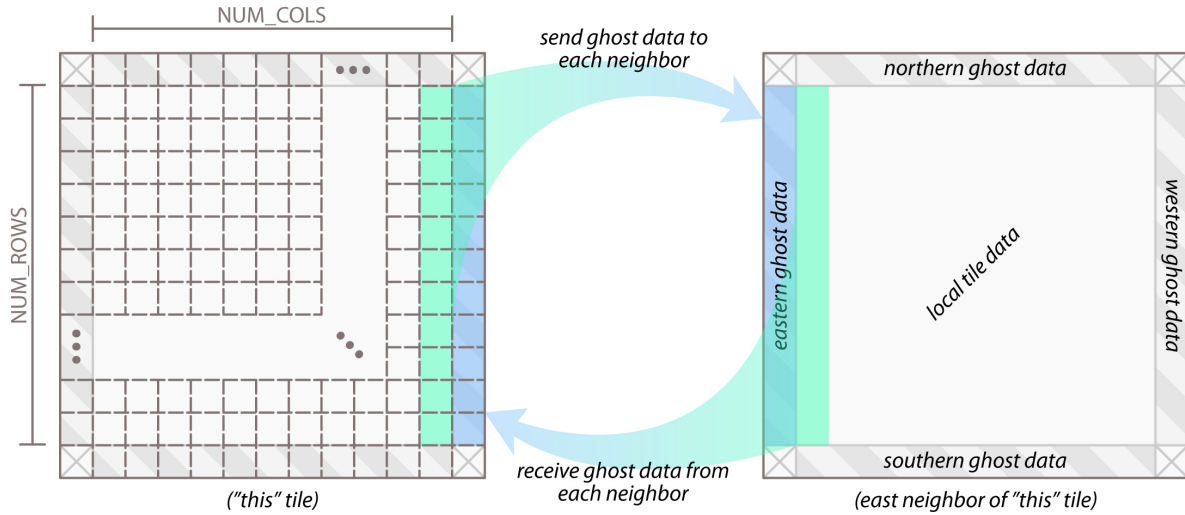 NUM_COLS
send ghost data to
each neighbor
northern ghost data
NUM_ROWS
eastern ghost data
local tile data
western ghost data
receive ghost data from
each neighbor
southern ghost data
("this" tile)
(east neighbor of "this" tile)